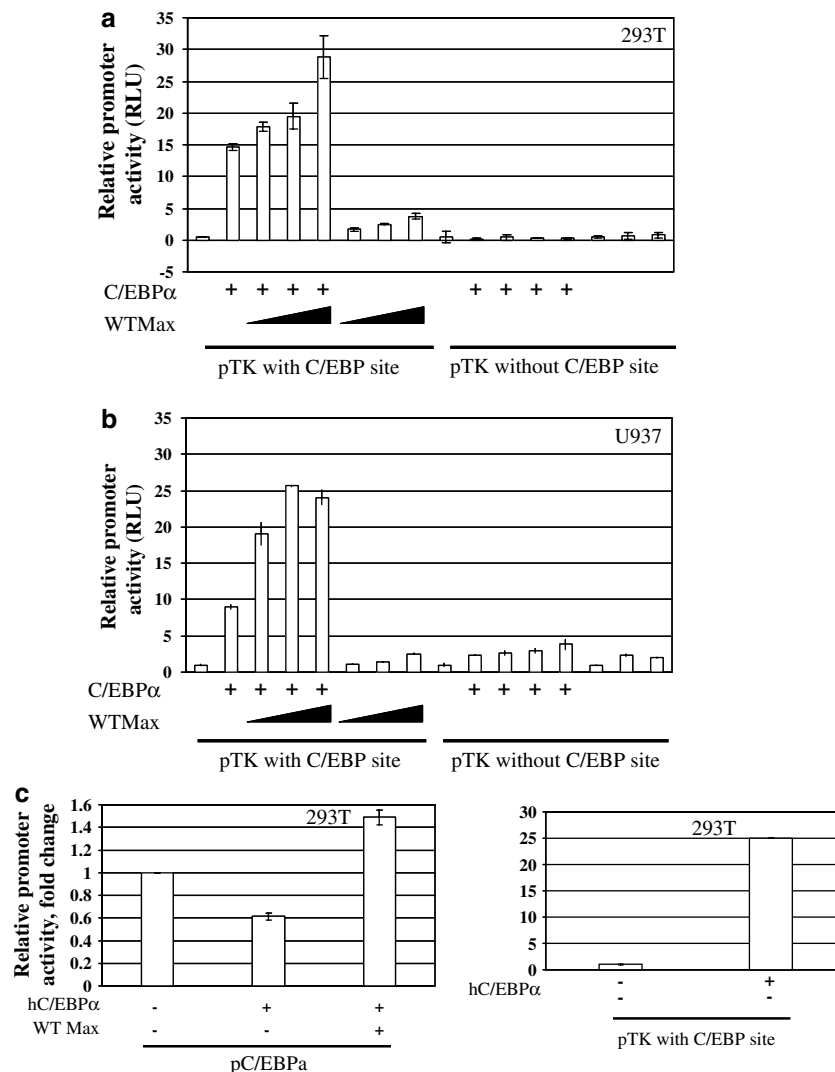 a
293T
Relative promoter
activity (RLU)
35
30
25
20
15
10
5
0
-5
C/EBPα + + + + + + + +
WTMax
pTK with C/EBP site pTK without C/EBP site
b
U937
Relative promoter
activity (RLU)
35
30
25
20
15
10
5
0
C/EBPα + + + + + + + +
WTMax
pTK with C/EBP site pTK without C/EBP site
c
293T
Relative promoter
activity, fold change
1.6
1.4
1.2
1
0.8
0.6
0.4
0.2
0
hC/EBPα - + +
WT Max - - +
pC/EBPa
293T
30
25
20
15
10
5
0
hC/EBPα - +
- -
pTK with C/EBP site